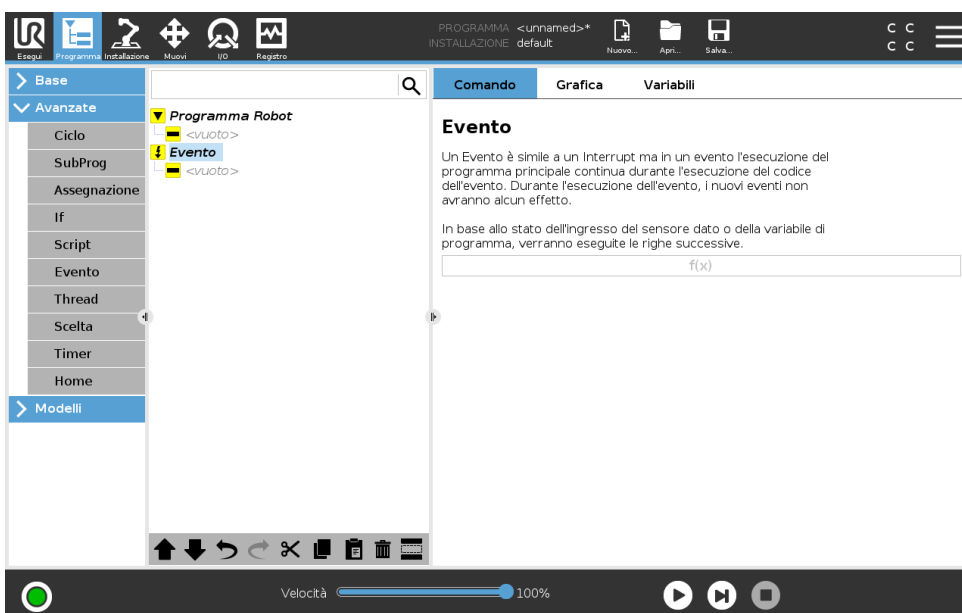 UR
PROGRAMMA <unnamed>*
INSTALLAZIONE default
C C
C C
Esegui
Programma
Installazione
Muovi
I/O
Registro
Nuovo...
Apri...
Salva...
Base
Avanzate
Ciclo
SubProg
Assegnazione
If
Script
Evento
Thread
Scelta
Timer
Home
Modelli
Programma Robot
<vuoto>
Evento
<vuoto>
Comando
Grafica
Variabili
Evento
Un Evento è simile a un Interrupt ma in un evento l'esecuzione del
programma principale continua durante l'esecuzione del codice
dell'evento. Durante l'esecuzione dell'evento, i nuovi eventi non
avranno alcun effetto.
In base allo stato dell'ingresso del sensore dato o della variabile di
programma, verranno eseguite le righe successive.
f(x)
Velocità
100%